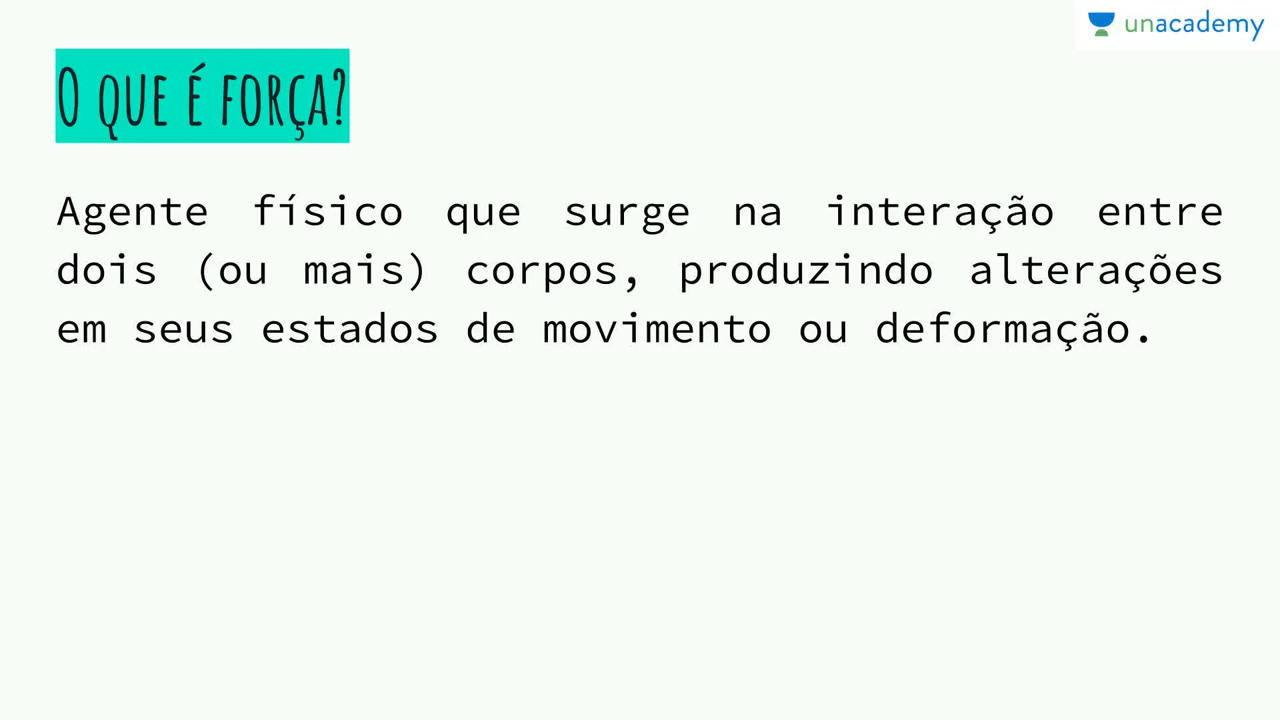 unacademy
O QUE É FORÇA?
Agente físico que surge na interação entre
dois (ou mais) corpos, produzindo alterações
em seus estados de movimento ou deformação.